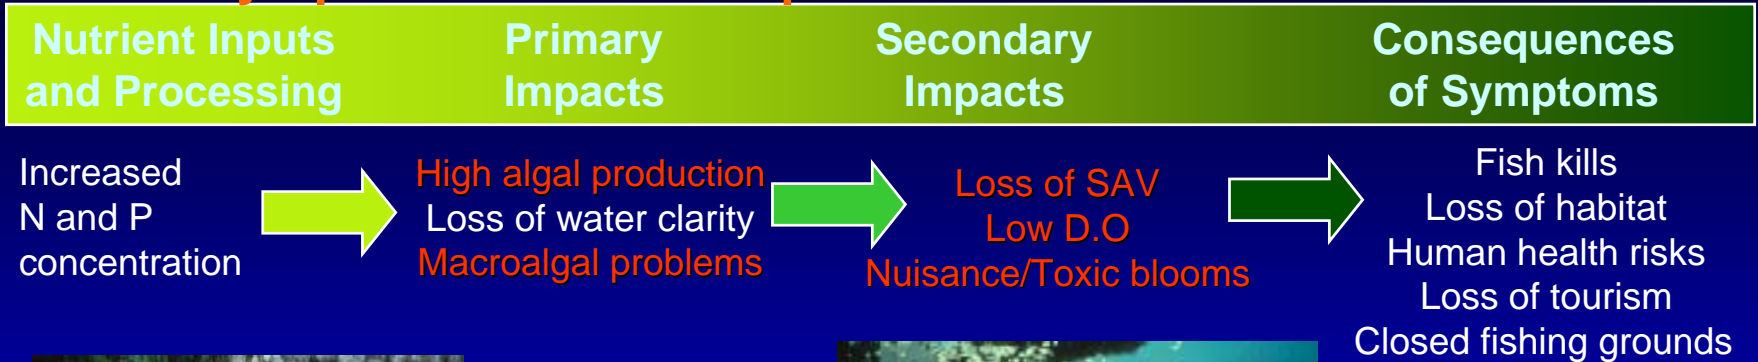 Nutrient Inputs
and Processing
Primary
Impacts
Secondary
Impacts
Consequences
of Symptoms
Increased
N and P
concentration
High algal production
Loss of water clarity
Macroalgal problems
Loss of SAV
Low D.O
Nuisance/Toxic blooms
Fish kills
Loss of habitat
Human health risks
Loss of tourism
Closed fishing grounds